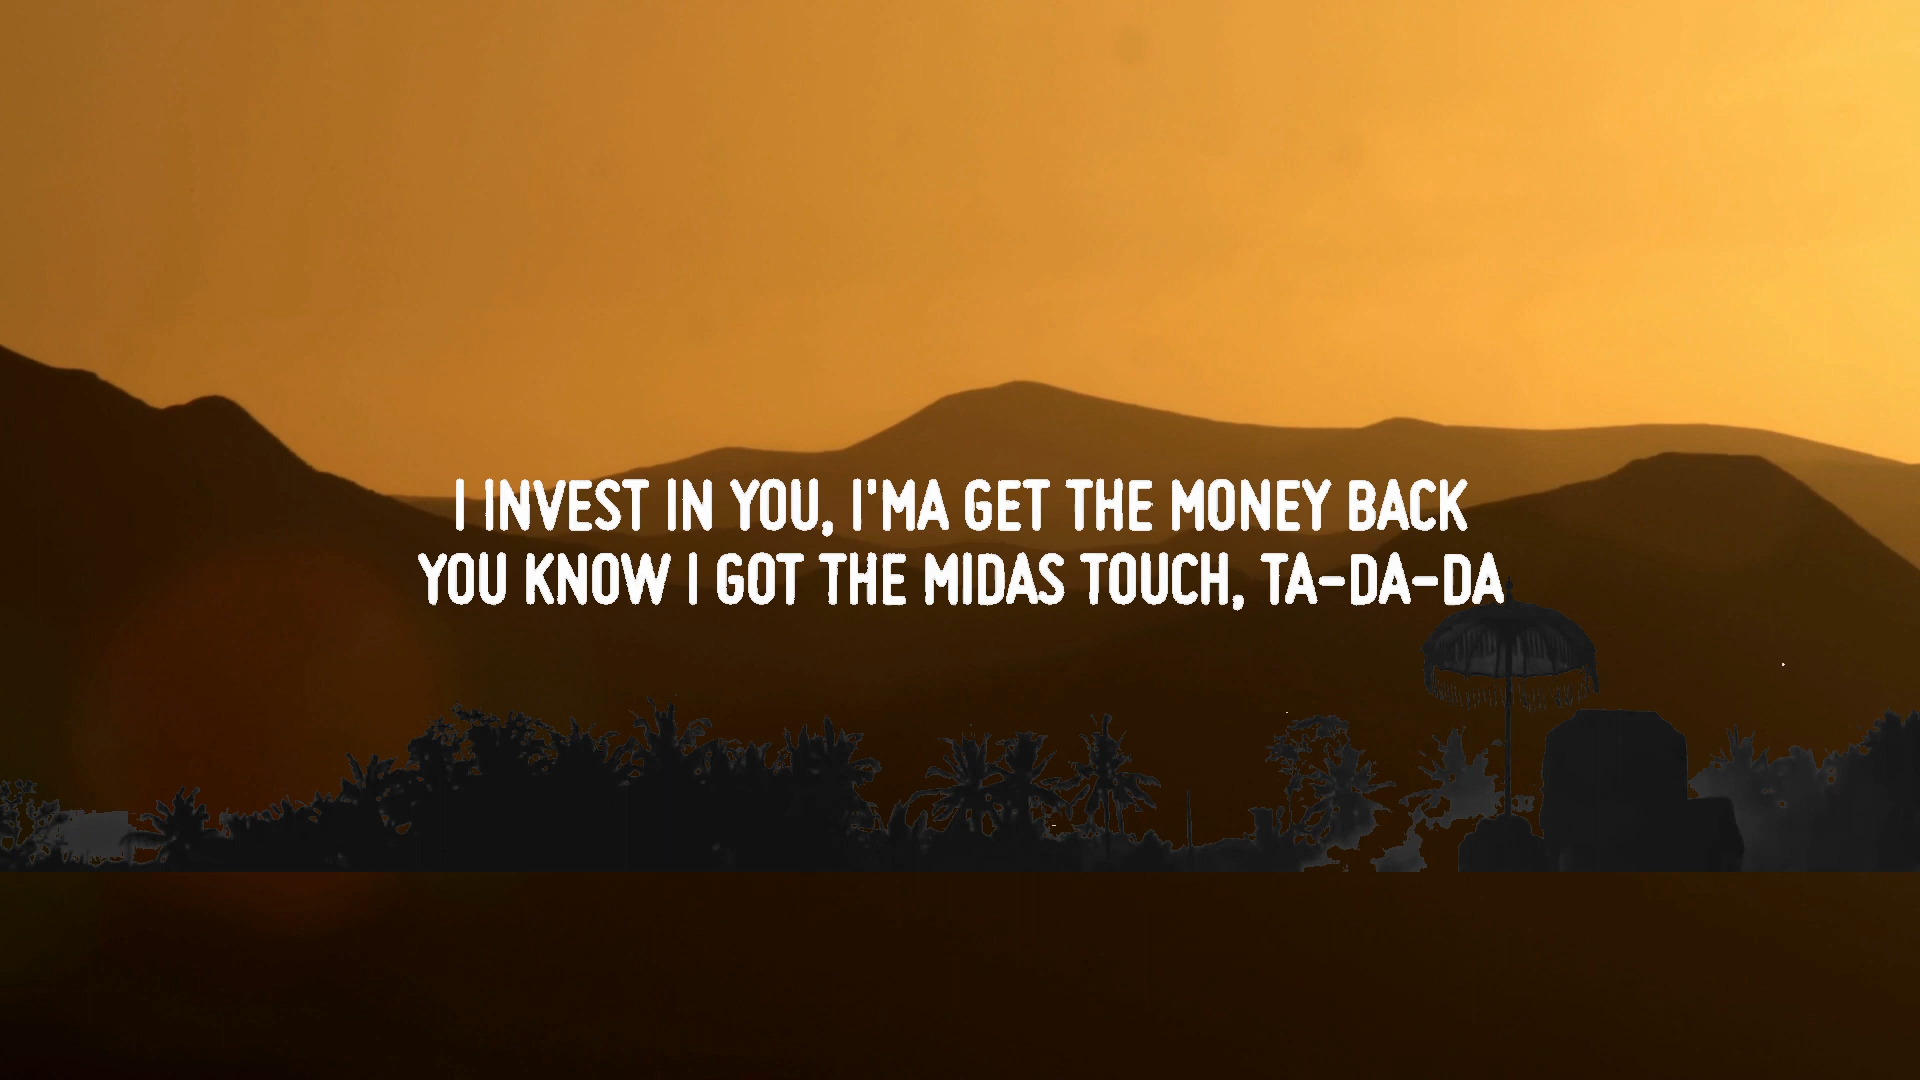 I INVEST IN YOU, I'MA GET THE MONEY BACK
YOU KNOW I GOT THE MIDAS TOUCH, TA-DA-DA